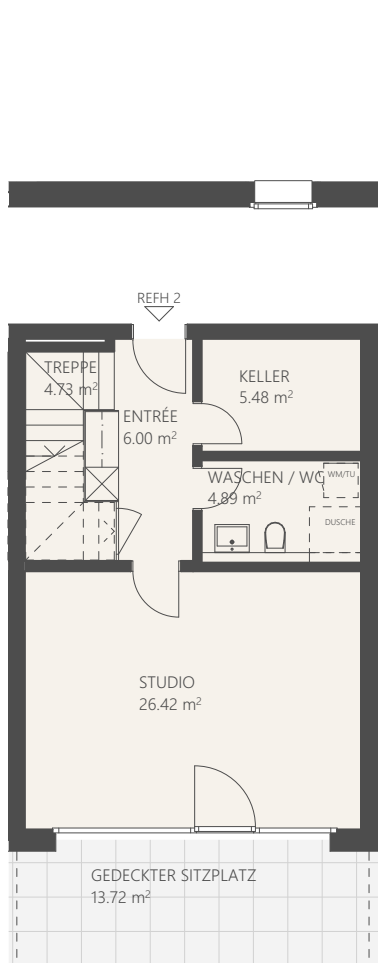 REFH 2
TREPPE
4.73 m²
KELLER
5.48 m²
ENTRÉE
6.00 m²
WASCHEN / WC
4.89 m²
WM/TU
DUSCHE
STUDIO
26.42 m²
GEDECKTER SITZPLATZ
13.72 m²